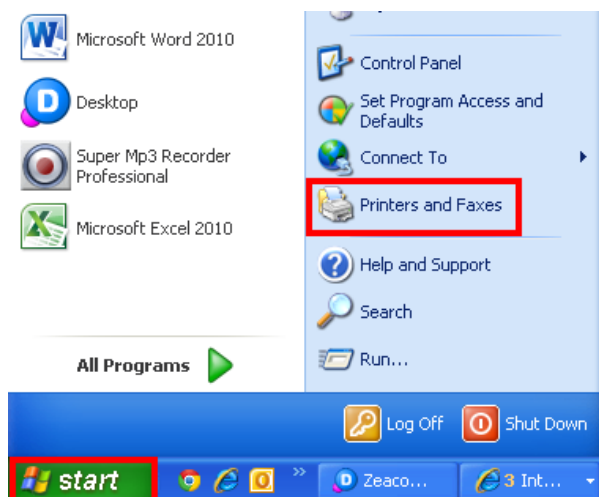 Microsoft Word 2010
Desktop
Super Mp3 Recorder
Professional
Microsoft Excel 2010
All Programs
Control Panel
Set Program Access and
Defaults
Connect To
Printers and Faxes
Help and Support
Search
Run...
Log Off
Shut Down
start
Zeaco...
3 Int...